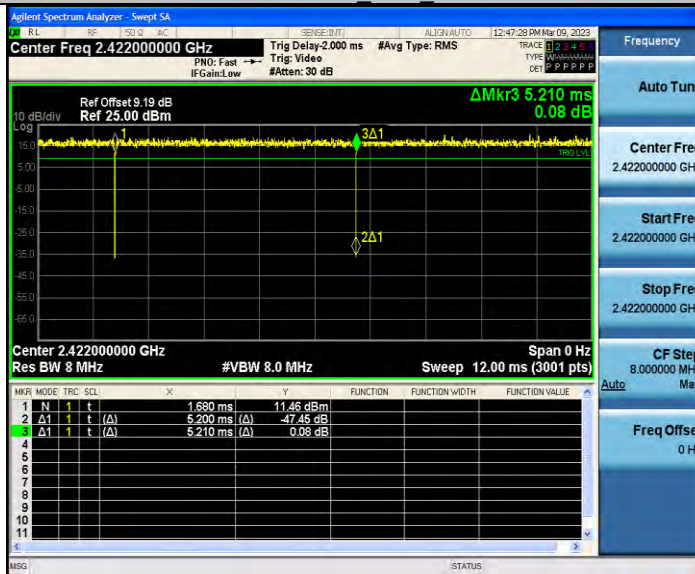 Agilent Spectrum Analyzer - Swept SA
RL RF 50 Ω AC SENSE:INT ALIGN AUTO 12:47:28 PM Mar 09, 2023
Center Freq 2.422000000 GHz Trig Delay-2.000 ms #Avg Type: RMS TRACE 1 2 3 4 5 6
PNO: Fast Trig: Video TYPE W
IFGain:Low #Atten: 30 dB DET P P P P P P
Frequency
Auto Tun
Ref Offset 9.19 dB ΔMkr3 5.210 ms
10 dB/div Ref 25.00 dBm 0.08 dB
Log
1 3Δ1
15.0
TRIG LVL
5.00
-5.00
-15.0
-25.0
2Δ1
-35.0
-45.0
-55.0
-65.0
Center Fre
2.422000000 GH
Start Fre
2.422000000 GH
Stop Fre
2.422000000 GH
Center 2.422000000 GHz Span 0 Hz
Res BW 8 MHz #VBW 8.0 MHz Sweep 12.00 ms (3001 pts)
CF Step
8.000000 MH
Auto Ma
Freq Offse
0 H
MKR MODE TRC SCL X Y FUNCTION FUNCTION WIDTH FUNCTION VALUE
1 N 1 t 1.680 ms 11.46 dBm
2 Δ1 1 t (Δ) 5.200 ms (Δ) -47.45 dB
3 Δ1 1 t (Δ) 5.210 ms (Δ) 0.08 dB
4
5
6
7
8
9
10
11
MSG STATUS